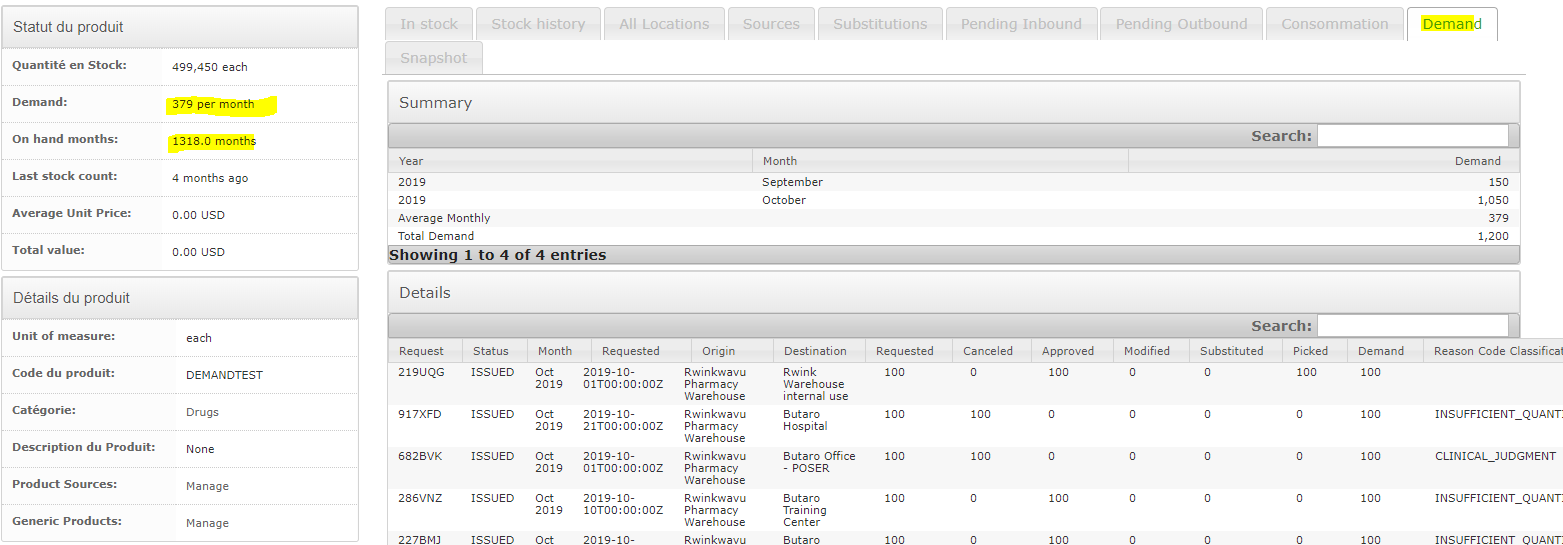 Statut du produit
Quantité en Stock: 499,450 each
Demand: 379 per month
On hand months: 1318.0 months
Last stock count: 4 months ago
Average Unit Price: 0.00 USD
Total value: 0.00 USD
Détails du produit
Unit of measure: each
Code du produit: DEMANDTEST
Catégorie: Drugs
Description du Produit: None
Product Sources: Manage
Generic Products: Manage
In stock Stock history All Locations Sources Substitutions Pending Inbound Pending Outbound Consommation Demand
Snapshot
Summary
Search:
Year Month Demand
2019 September 150
2019 October 1,050
Average Monthly 379
Total Demand 1,200
Showing 1 to 4 of 4 entries
Details
Search:
Request Status Month Requested Origin Destination Requested Canceled Approved Modified Substituted Picked Demand Reason Code Classificat
219UQG ISSUED Oct 2019-10- Rwinkwavu Rwink 100 0 100 0 0 100 100
2019 01T00:00:00Z Pharmacy Warehouse
Warehouse internal use
917XFD ISSUED Oct 2019-10- Rwinkwavu Butaro 100 100 0 0 0 0 100 INSUFFICIENT_QUANTI
2019 21T00:00:00Z Pharmacy Hospital
Warehouse
682BVK ISSUED Oct 2019-10- Rwinkwavu Butaro Office 100 100 0 0 0 0 100 CLINICAL_JUDGMENT
2019 01T00:00:00Z Pharmacy - POSER
Warehouse
286VNZ ISSUED Oct 2019-10- Rwinkwavu Butaro 100 0 100 0 0 0 100 INSUFFICIENT_QUANTI
2019 10T00:00:00Z Pharmacy Training
Warehouse Center
227BMJ ISSUED Oct 2019-10- Rwinkwavu Butaro 100 0 100 0 0 0 100 INSUFFICIENT_QUANTI